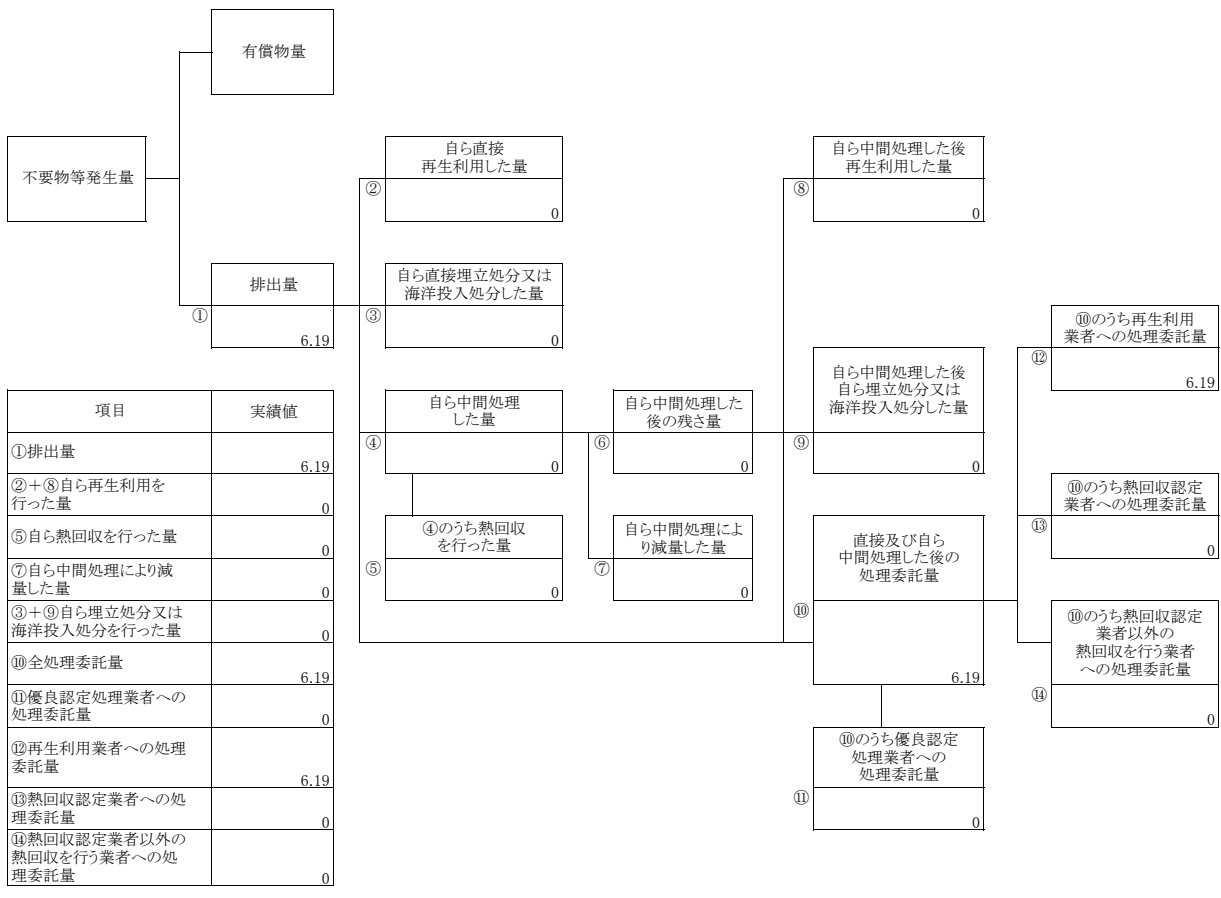 有償物量
不要物等発生量
自ら直接
再生利用した量
②
0
自ら中間処理した後
再生利用した量
⑧
0
排出量
①
6.19
自ら直接埋立処分又は
海洋投入処分した量
③
0
⑩のうち再生利用
業者への処理委託量
⑫
6.19
自ら中間処理
した量
④
0
自ら中間処理した
後の残さ量
⑥
0
自ら中間処理した後
自ら埋立処分又は
海洋投入処分した量
⑨
0
④のうち熱回収
を行った量
⑤
0
自ら中間処理によ
り減量した量
⑦
0
直接及び自ら
中間処理した後の
処理委託量
⑩
6.19
⑩のうち熱回収認定
業者への処理委託量
⑬
0
⑩のうち熱回収認定
業者以外の
熱回収を行う業者
への処理委託量
⑭
0
⑩のうち優良認定
処理業者への
処理委託量
⑪
0
項目 実績値
①排出量
6.19
②＋⑧自ら再生利用を
行った量
0
⑤自ら熱回収を行った量
0
⑦自ら中間処理により減
量した量
0
③＋⑨自ら埋立処分又は
海洋投入処分を行った量
0
⑩全処理委託量
6.19
⑪優良認定処理業者への
処理委託量
0
⑫再生利用業者への処理
委託量
6.19
⑬熱回収認定業者への処
理委託量
0
⑭熱回収認定業者以外の
熱回収を行う業者への処
理委託量
0